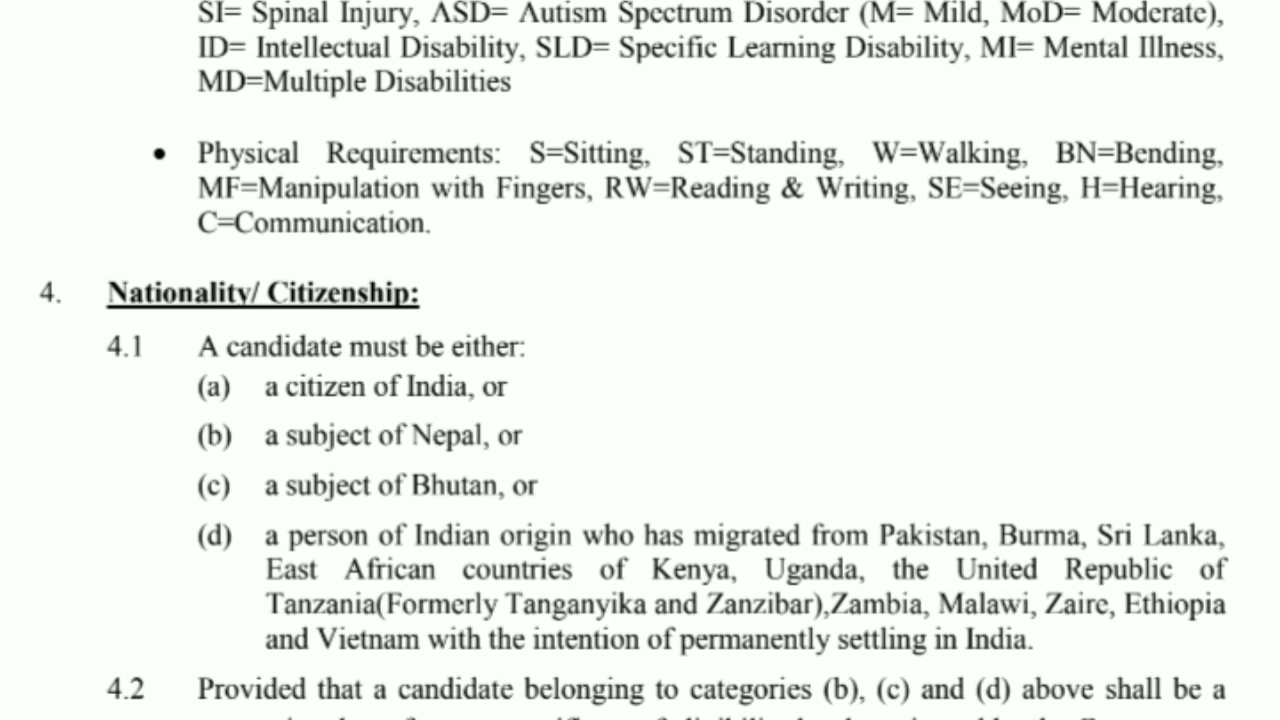 SI= Spinal Injury, ASD= Autism Spectrum Disorder (M= Mild, MoD= Moderate),
ID= Intellectual Disability, SLD= Specific Learning Disability, MI= Mental Illness,
MD=Multiple Disabilities
• Physical Requirements: S=Sitting, ST=Standing, W=Walking, BN=Bending,
MF=Manipulation with Fingers, RW=Reading & Writing, SE=Seeing, H=Hearing,
C=Communication.
4. Nationality/ Citizenship:
4.1 A candidate must be either:
(a) a citizen of India, or
(b) a subject of Nepal, or
(c) a subject of Bhutan, or
(d) a person of Indian origin who has migrated from Pakistan, Burma, Sri Lanka,
East African countries of Kenya, Uganda, the United Republic of
Tanzania(Formerly Tanganyika and Zanzibar),Zambia, Malawi, Zaire, Ethiopia
and Vietnam with the intention of permanently settling in India.
4.2 Provided that a candidate belonging to categories (b), (c) and (d) above shall be a